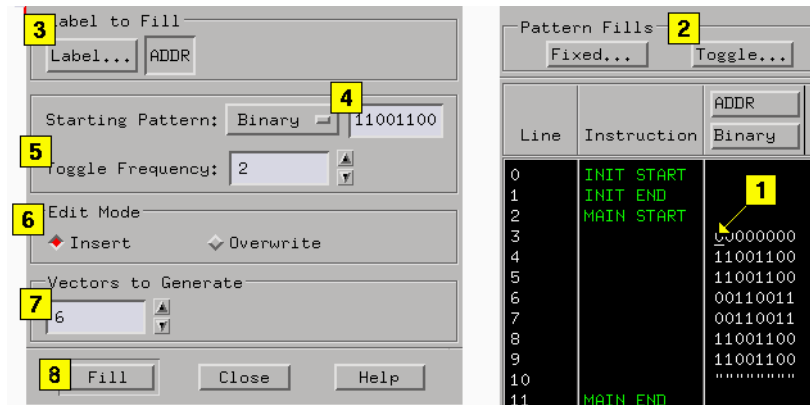 Label to Fill
3
Label... ADDR
4
Starting Pattern: Binary 11001100
5
Toggle Frequency: 2
Edit Mode
6
Insert Overwrite
Vectors to Generate
7
6
8 Fill Close Help
Pattern Fills 2
Fixed... Toggle...
ADDR
Line Instruction Binary
0 INIT START
1 INIT END 1
2 MAIN START
3 00000000
4 11001100
5 11001100
6 00110011
7 00110011
8 11001100
9 11001100
10 """"""""
11 MAIN END